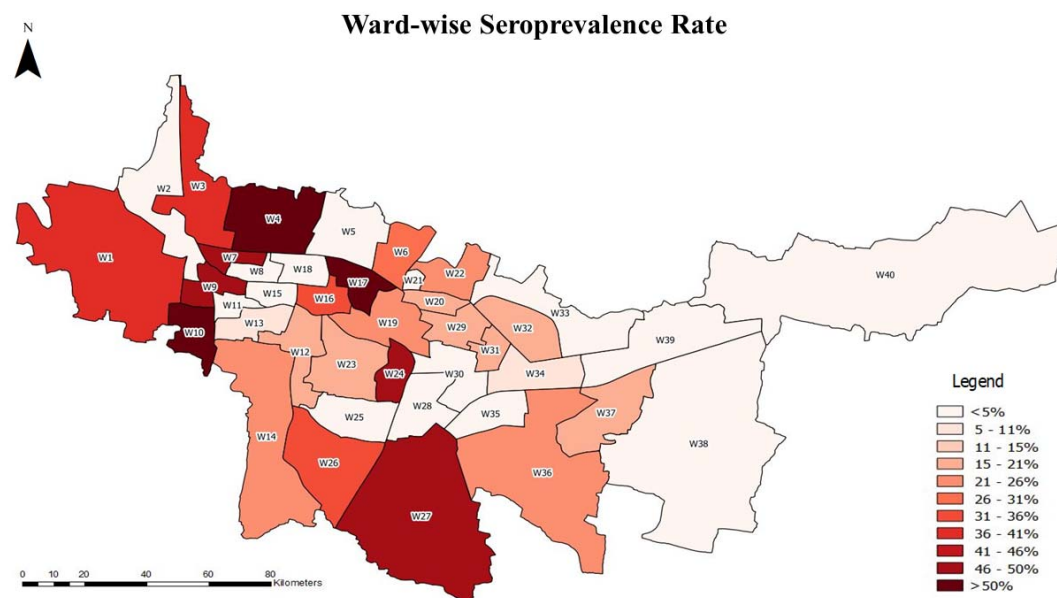 Ward-wise Seroprevalence Rate
N
W2
W3
W4
W5
W1
W6
W7
W8
W18
W21
W22
W40
W9
W17
W15
W16
W11
W20
W33
W10
W13
W19
W29
W32
W39
W12
W31
W23
W24
W30
W34
W25
W28
W35
W37
W14
W38
W26
W36
W27
Legend
<5%
5 - 11%
11 - 15%
15 - 21%
21 - 26%
26 - 31%
31 - 36%
36 - 41%
41 - 46%
46 - 50%
>50%
0 10 20 40 60 80
Kilometers